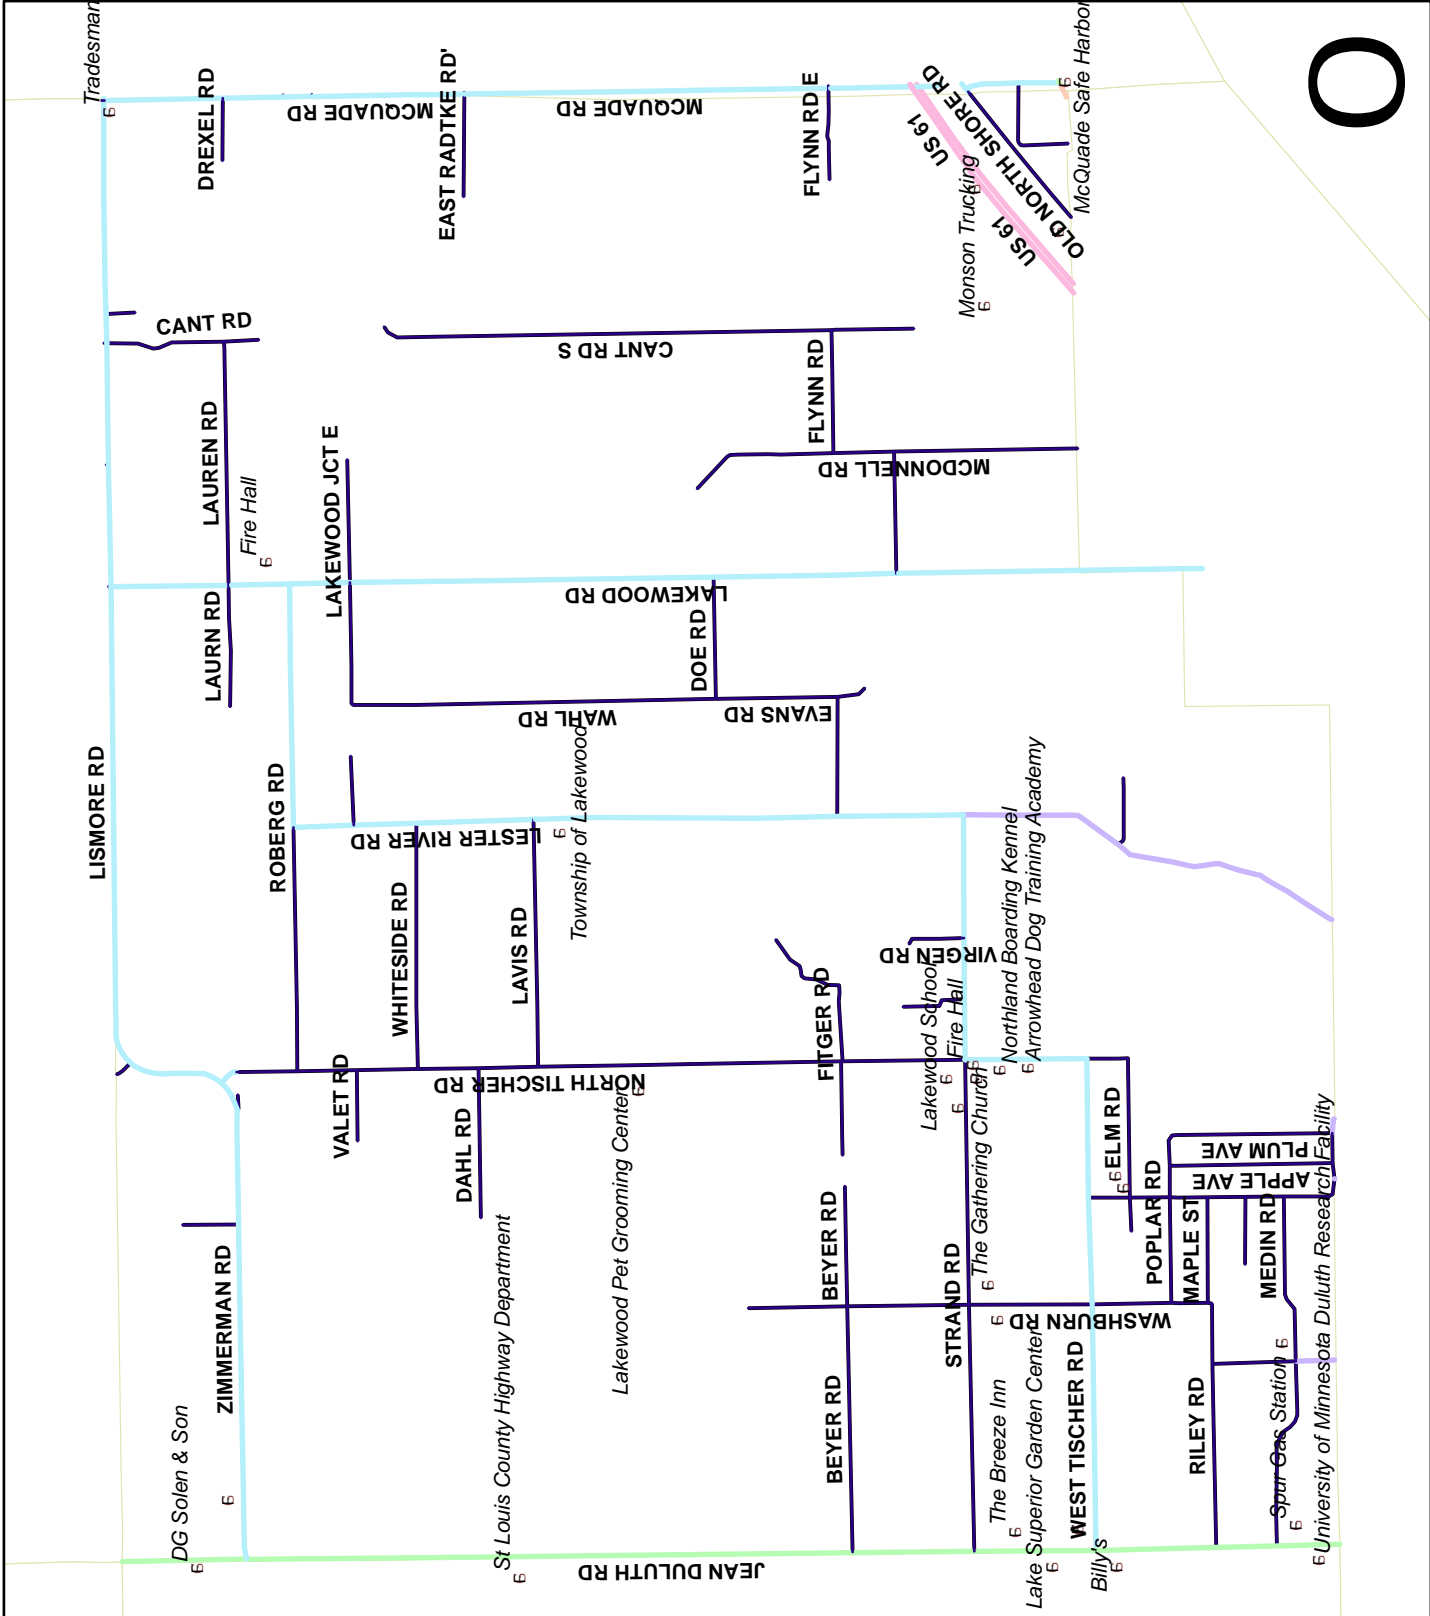 O
Tradesman
DREXEL RD
MCQUADE RD
EAST RADTKE RD'
MCQUADE RD
FLYNN RD E
US 61
OLD NORTH SHORE RD
McQuade Safe Harbor
Monson Trucking
US 61
CANT RD
CANT RD S
FLYNN RD
LAUREN RD
Fire Hall
LAKEWOOD JCT E
MCDONNELL RD
LAURN RD
LAKEWOOD RD
DOE RD
WAHL RD
EVANS RD
LISMORE RD
ROBERG RD
LESTER RIVER RD
Township of Lakewood
WHITESIDE RD
LAVIS RD
FITGER RD
VIRGEN RD
Lakewood School
Fire Hall
Northland Boarding Kennel
Arrowhead Dog Training Academy
VALET RD
NORTH TISCHER RD
DAHL RD
Lakewood Pet Grooming Center
The Gathering Church
ELM RD
PLUM AVE
APPLE AVE
POPLAR RD
MAPLE ST
MEDIN RD
ZIMMERMAN RD
BEYER RD
STRAND RD
WASHBURN RD
DG Solen & Son
St Louis County Highway Department
BEYER RD
The Breeze Inn
Lake Superior Garden Center
WEST TISCHER RD
RILEY RD
Spur Gas Station
University of Minnesota Duluth Research Facility
Billy's
JEAN DULUTH RD